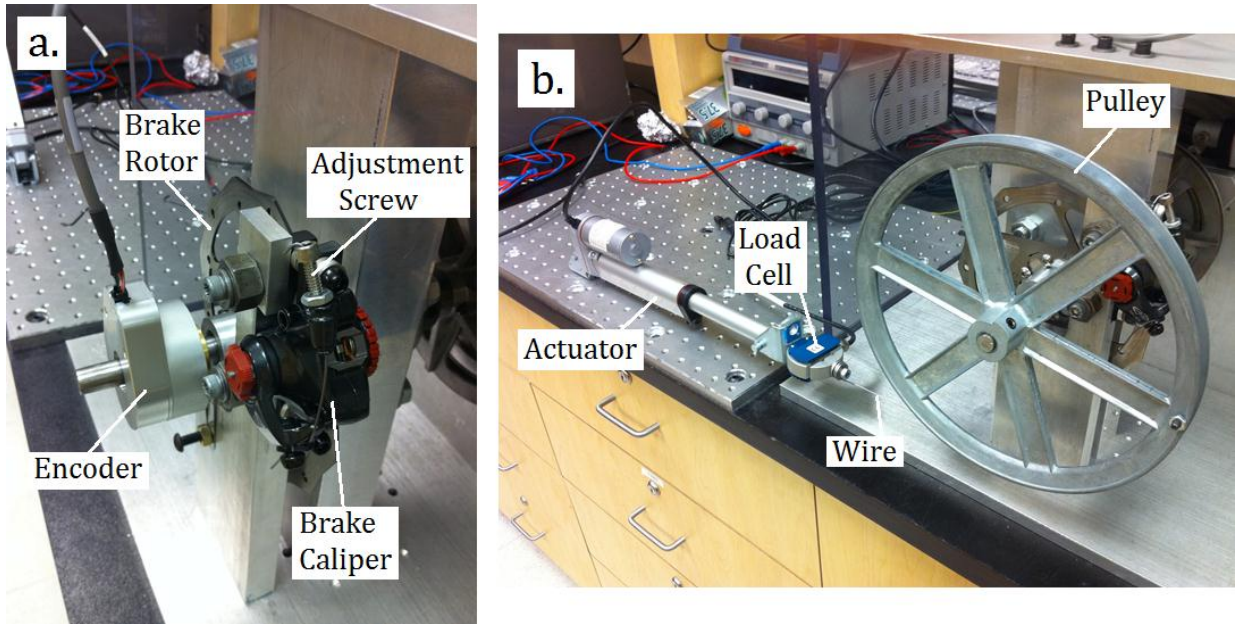 a.
Brake
Rotor
Adjustment
Screw
Encoder
Brake
Caliper
b.
Pulley
Load
Cell
Actuator
Wire